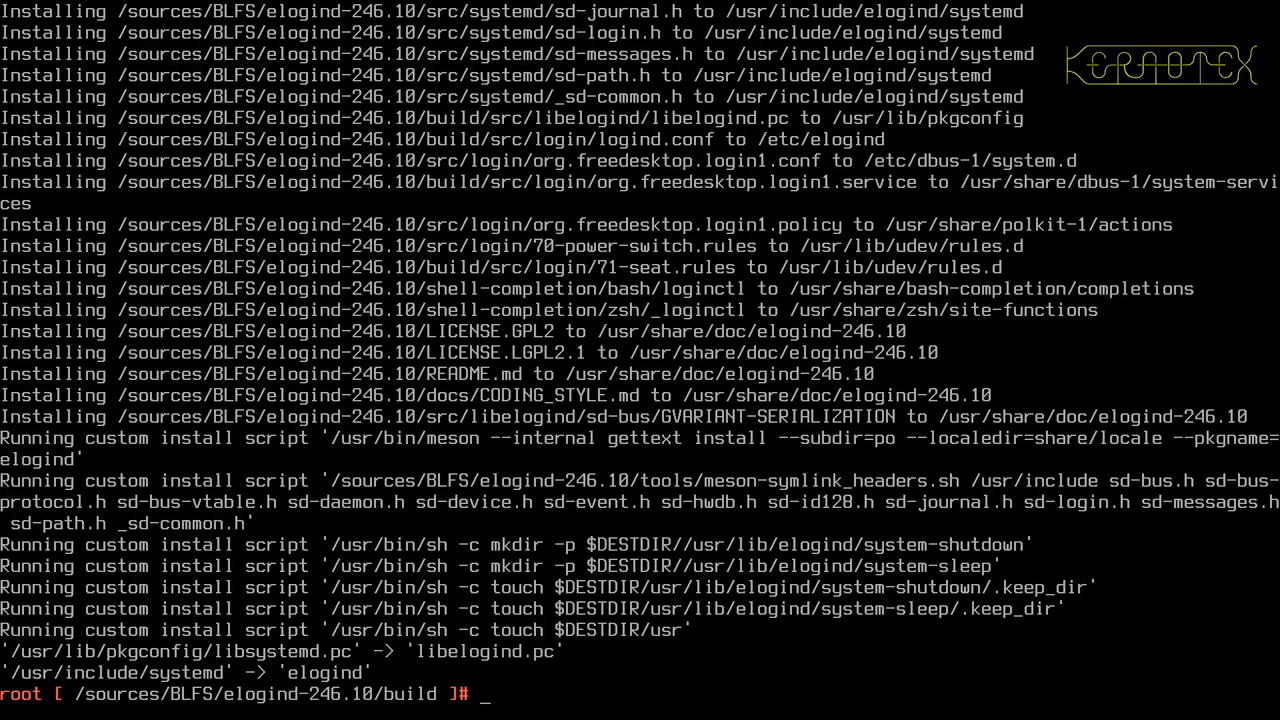 Installing /sources/BLFS/elogind-246.10/src/systemd/sd-journal.h to /usr/include/elogind/systemd
Installing /sources/BLFS/elogind-246.10/src/systemd/sd-login.h to /usr/include/elogind/systemd
Installing /sources/BLFS/elogind-246.10/src/systemd/sd-messages.h to /usr/include/elogind/systemd
KERAOTEX
Installing /sources/BLFS/elogind-246.10/src/systemd/sd-path.h to /usr/include/elogind/systemd
Installing /sources/BLFS/elogind-246.10/src/systemd/_sd-common.h to /usr/include/elogind/systemd
Installing /sources/BLFS/elogind-246.10/build/src/libelogind/libelogind.pc to /usr/lib/pkgconfig
Installing /sources/BLFS/elogind-246.10/build/src/login/logind.conf to /etc/elogind
Installing /sources/BLFS/elogind-246.10/src/login/org.freedesktop.login1.conf to /etc/dbus-1/system.d
Installing /sources/BLFS/elogind-246.10/build/src/login/org.freedesktop.login1.service to /usr/share/dbus-1/system-servi
ces
Installing /sources/BLFS/elogind-246.10/src/login/org.freedesktop.login1.policy to /usr/share/polkit-1/actions
Installing /sources/BLFS/elogind-246.10/src/login/70-power-switch.rules to /usr/lib/udev/rules.d
Installing /sources/BLFS/elogind-246.10/build/src/login/71-seat.rules to /usr/lib/udev/rules.d
Installing /sources/BLFS/elogind-246.10/shell-completion/bash/loginctl to /usr/share/bash-completion/completions
Installing /sources/BLFS/elogind-246.10/shell-completion/zsh/_loginctl to /usr/share/zsh/site-functions
Installing /sources/BLFS/elogind-246.10/LICENSE.GPL2 to /usr/share/doc/elogind-246.10
Installing /sources/BLFS/elogind-246.10/LICENSE.LGPL2.1 to /usr/share/doc/elogind-246.10
Installing /sources/BLFS/elogind-246.10/README.md to /usr/share/doc/elogind-246.10
Installing /sources/BLFS/elogind-246.10/docs/CODING_STYLE.md to /usr/share/doc/elogind-246.10
Installing /sources/BLFS/elogind-246.10/src/libelogind/sd-bus/GVARIANT-SERIALIZATION to /usr/share/doc/elogind-246.10
Running custom install script '/usr/bin/meson --internal gettext install --subdir=po --localedir=share/locale --pkgname=
elogind'
Running custom install script '/sources/BLFS/elogind-246.10/tools/meson-symlink_headers.sh /usr/include sd-bus.h sd-bus-
protocol.h sd-bus-vtable.h sd-daemon.h sd-device.h sd-event.h sd-hwdb.h sd-id128.h sd-journal.h sd-login.h sd-messages.h
 sd-path.h _sd-common.h'
Running custom install script '/usr/bin/sh -c mkdir -p $DESTDIR//usr/lib/elogind/system-shutdown'
Running custom install script '/usr/bin/sh -c mkdir -p $DESTDIR//usr/lib/elogind/system-sleep'
Running custom install script '/usr/bin/sh -c touch $DESTDIR/usr/lib/elogind/system-shutdown/.keep_dir'
Running custom install script '/usr/bin/sh -c touch $DESTDIR/usr/lib/elogind/system-sleep/.keep_dir'
Running custom install script '/usr/bin/sh -c touch $DESTDIR/usr'
'/usr/lib/pkgconfig/libsystemd.pc' -> 'libelogind.pc'
'/usr/include/systemd' -> 'elogind'
root [ /sources/BLFS/elogind-246.10/build ]# _